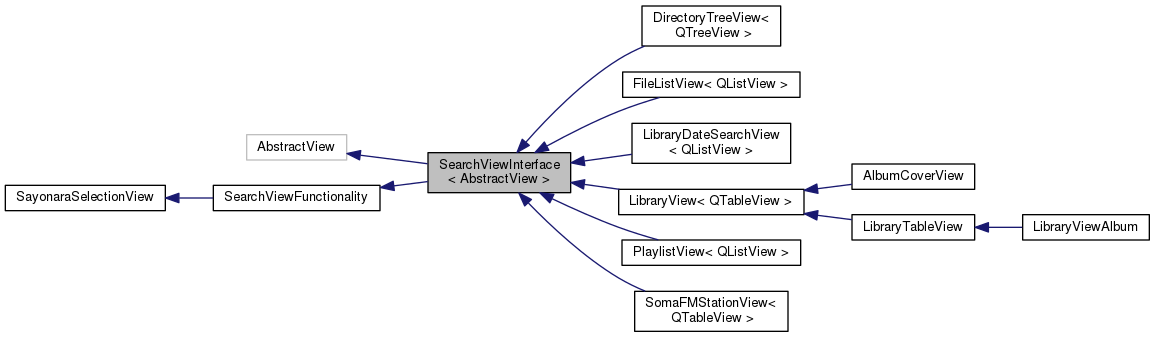 DirectoryTreeView<
QTreeView >
FileListView< QListView >
LibraryDateSearchView
< QListView >
AbstractView
SearchViewInterface
< AbstractView >
AlbumCoverView
SayonaraSelectionView
SearchViewFunctionality
LibraryView< QTableView >
LibraryTableView
LibraryViewAlbum
PlaylistView< QListView >
SomaFMStationView<
QTableView >